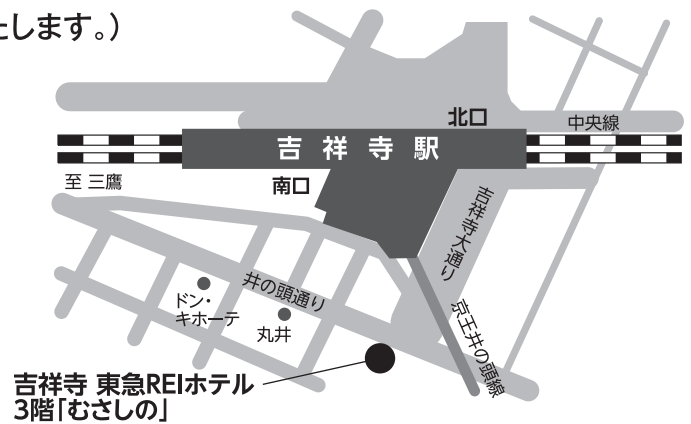 たします。）
北口
中央線
吉祥寺駅
至 三鷹
南口
吉祥寺大通り
井の頭通り
ドン・
キホーテ
丸井
京王井の頭線
吉祥寺 東急REIホテル
3階「むさしの」